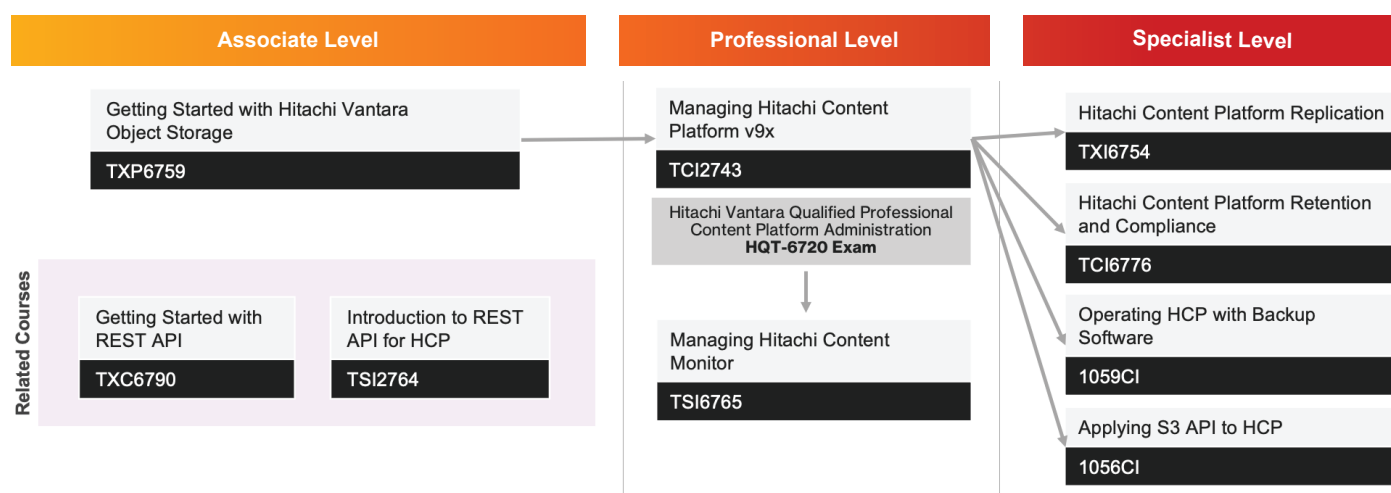 Associate Level
Professional Level
Specialist Level
Getting Started with Hitachi Vantara
Object Storage
TXP6759
Related Courses
Getting Started with
REST API
TXC6790
Introduction to REST
API for HCP
TSI2764
Managing Hitachi Content
Platform v9x
TCI2743
Hitachi Vantara Qualified Professional
Content Platform Administration
HQT-6720 Exam
Managing Hitachi Content
Monitor
TSI6765
Hitachi Content Platform Replication
TXI6754
Hitachi Content Platform Retention
and Compliance
TCI6776
Operating HCP with Backup
Software
1059CI
Applying S3 API to HCP
1056CI